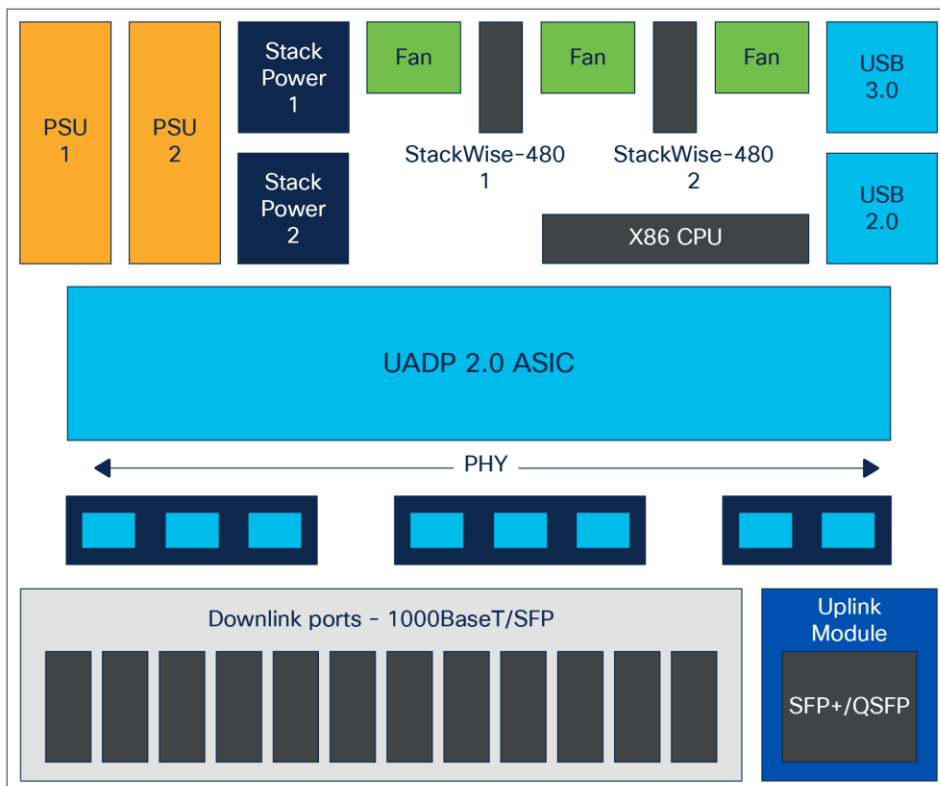 PSU
1
PSU
2
Stack
Power
1
Stack
Power
2
Fan
Fan
Fan
StackWise-480
1
StackWise-480
2
X86 CPU
USB
3.0
USB
2.0
UADP 2.0 ASIC
PHY
Downlink ports - 1000BaseT/SFP
Uplink
Module
SFP+/QSFP